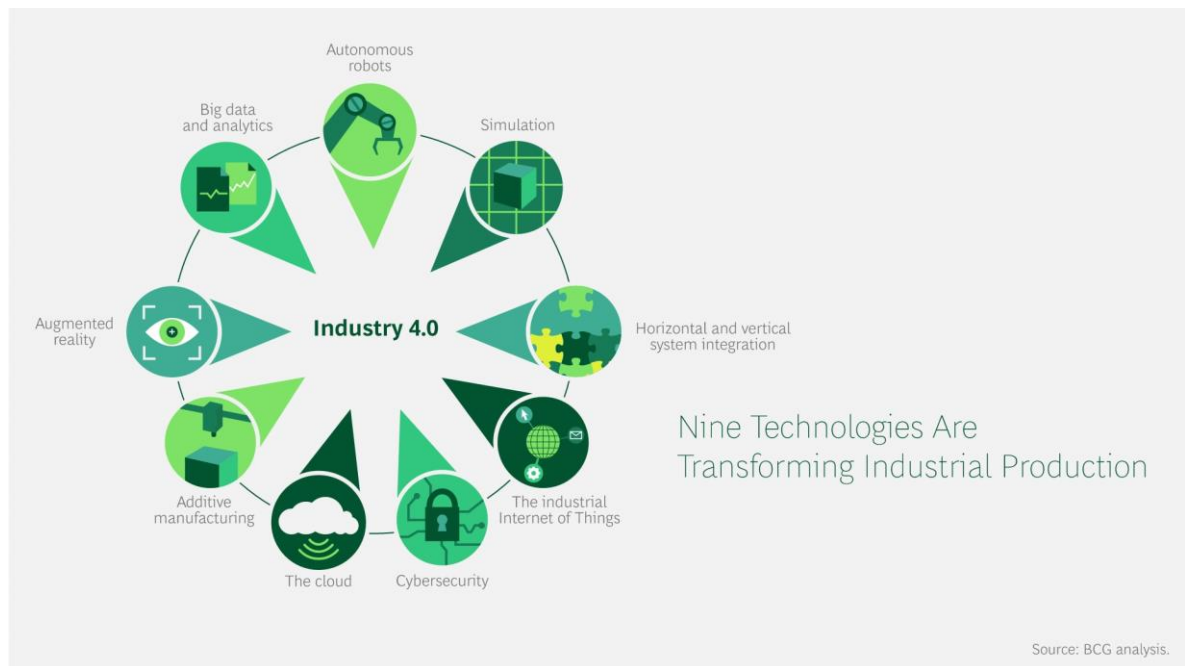 Autonomous
robots
Big data
and analytics
Simulation
Augmented
reality
Industry 4.0
Horizontal and vertical
system integration
Nine Technologies Are
Transforming Industrial Production
Additive
manufacturing
The industrial
Internet of Things
The cloud
Cybersecurity
Source: BCG analysis.